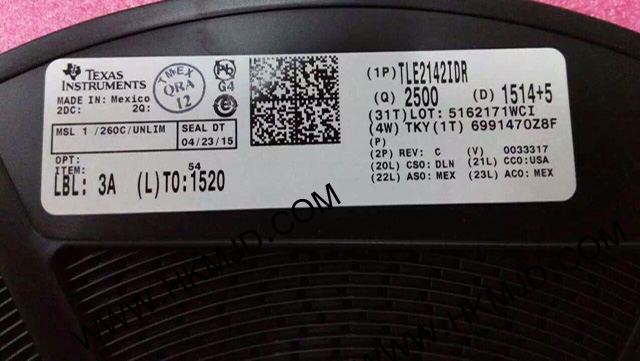 TEXAS
INSTRUMENTS
MADE IN: Mexico
2DC: 2Q:
TMEX
QRA
12
Pb
G4
MSL 1 /260C/UNLIM
SEAL DT
04/23/15
OPT:
ITEM: 54
LBL: 3A (L)TO:1520
(1P)TLE2142IDR
(Q) 2500 (D) 1514+5
(31T)LOT: 5162171WCI
(4W) TKY(1T) 6991470Z8F
(P)
(2P) REV: C (V) 0033317
(20L) CSO: DLN (21L) CCO:USA
(22L) ASO: MEX (23L) ACO: MEX
WWW.HKMJD.COM
WWW.HKMJD.COM